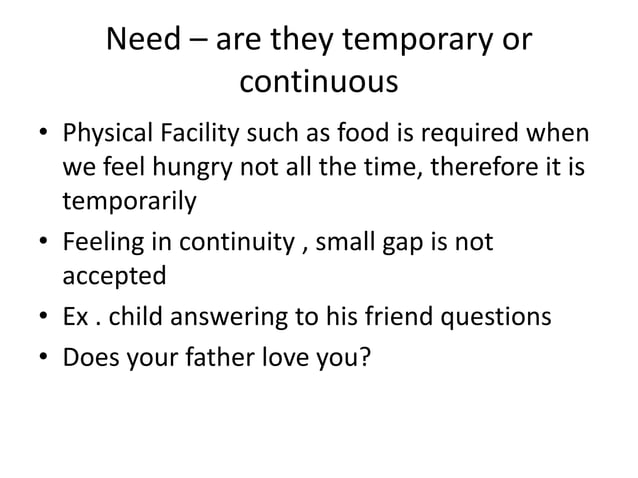 Need – are they temporary or
continuous
• Physical Facility such as food is required when
we feel hungry not all the time, therefore it is
temporarily
• Feeling in continuity , small gap is not
accepted
• Ex . child answering to his friend questions
• Does your father love you?